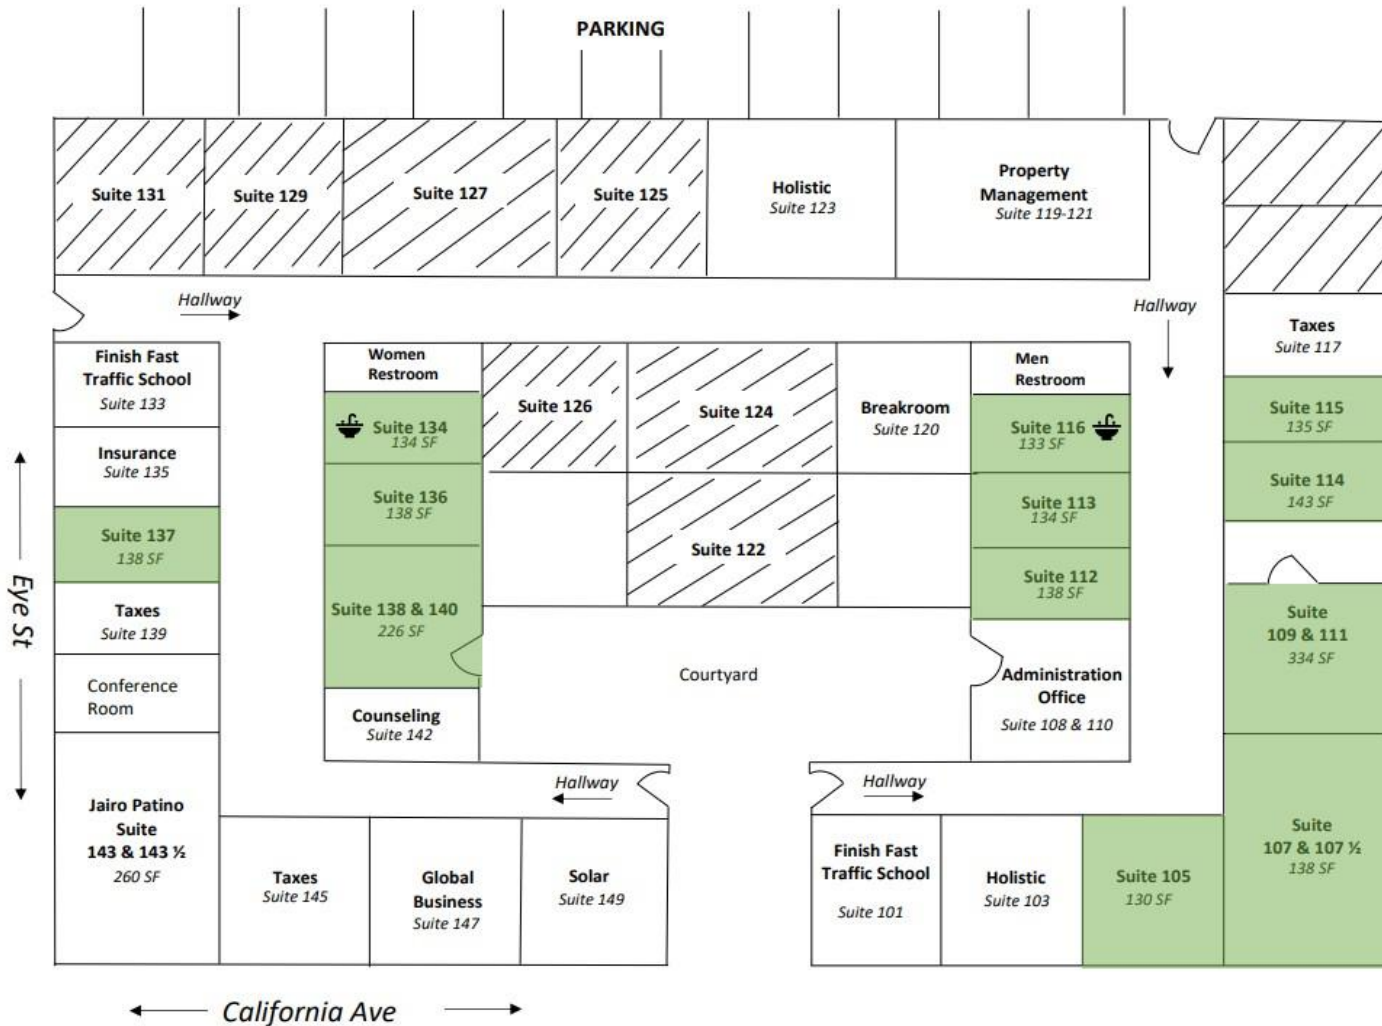 PARKING
Suite 131
Suite 129
Suite 127
Suite 125
Holistic
Suite 123
Property
Management
Suite 119-121
Hallway
Hallway
Finish Fast
Traffic School
Suite 133
Insurance
Suite 135
Suite 137
138 SF
Taxes
Suite 139
Conference
Room
Jairo Patino
Suite
143 & 143 ½
260 SF
Eye St
Women
Restroom
Suite 134
134 SF
Suite 136
138 SF
Suite 138 & 140
226 SF
Counseling
Suite 142
Suite 126
Suite 124
Breakroom
Suite 120
Suite 122
Courtyard
Men
Restroom
Suite 116
133 SF
Suite 113
134 SF
Suite 112
138 SF
Administration
Office
Suite 108 & 110
Taxes
Suite 117
Suite 115
135 SF
Suite 114
143 SF
Suite
109 & 111
334 SF
Suite
107 & 107 ½
138 SF
Hallway
Hallway
Taxes
Suite 145
Global
Business
Suite 147
Solar
Suite 149
Finish Fast
Traffic School
Suite 101
Holistic
Suite 103
Suite 105
130 SF
California Ave